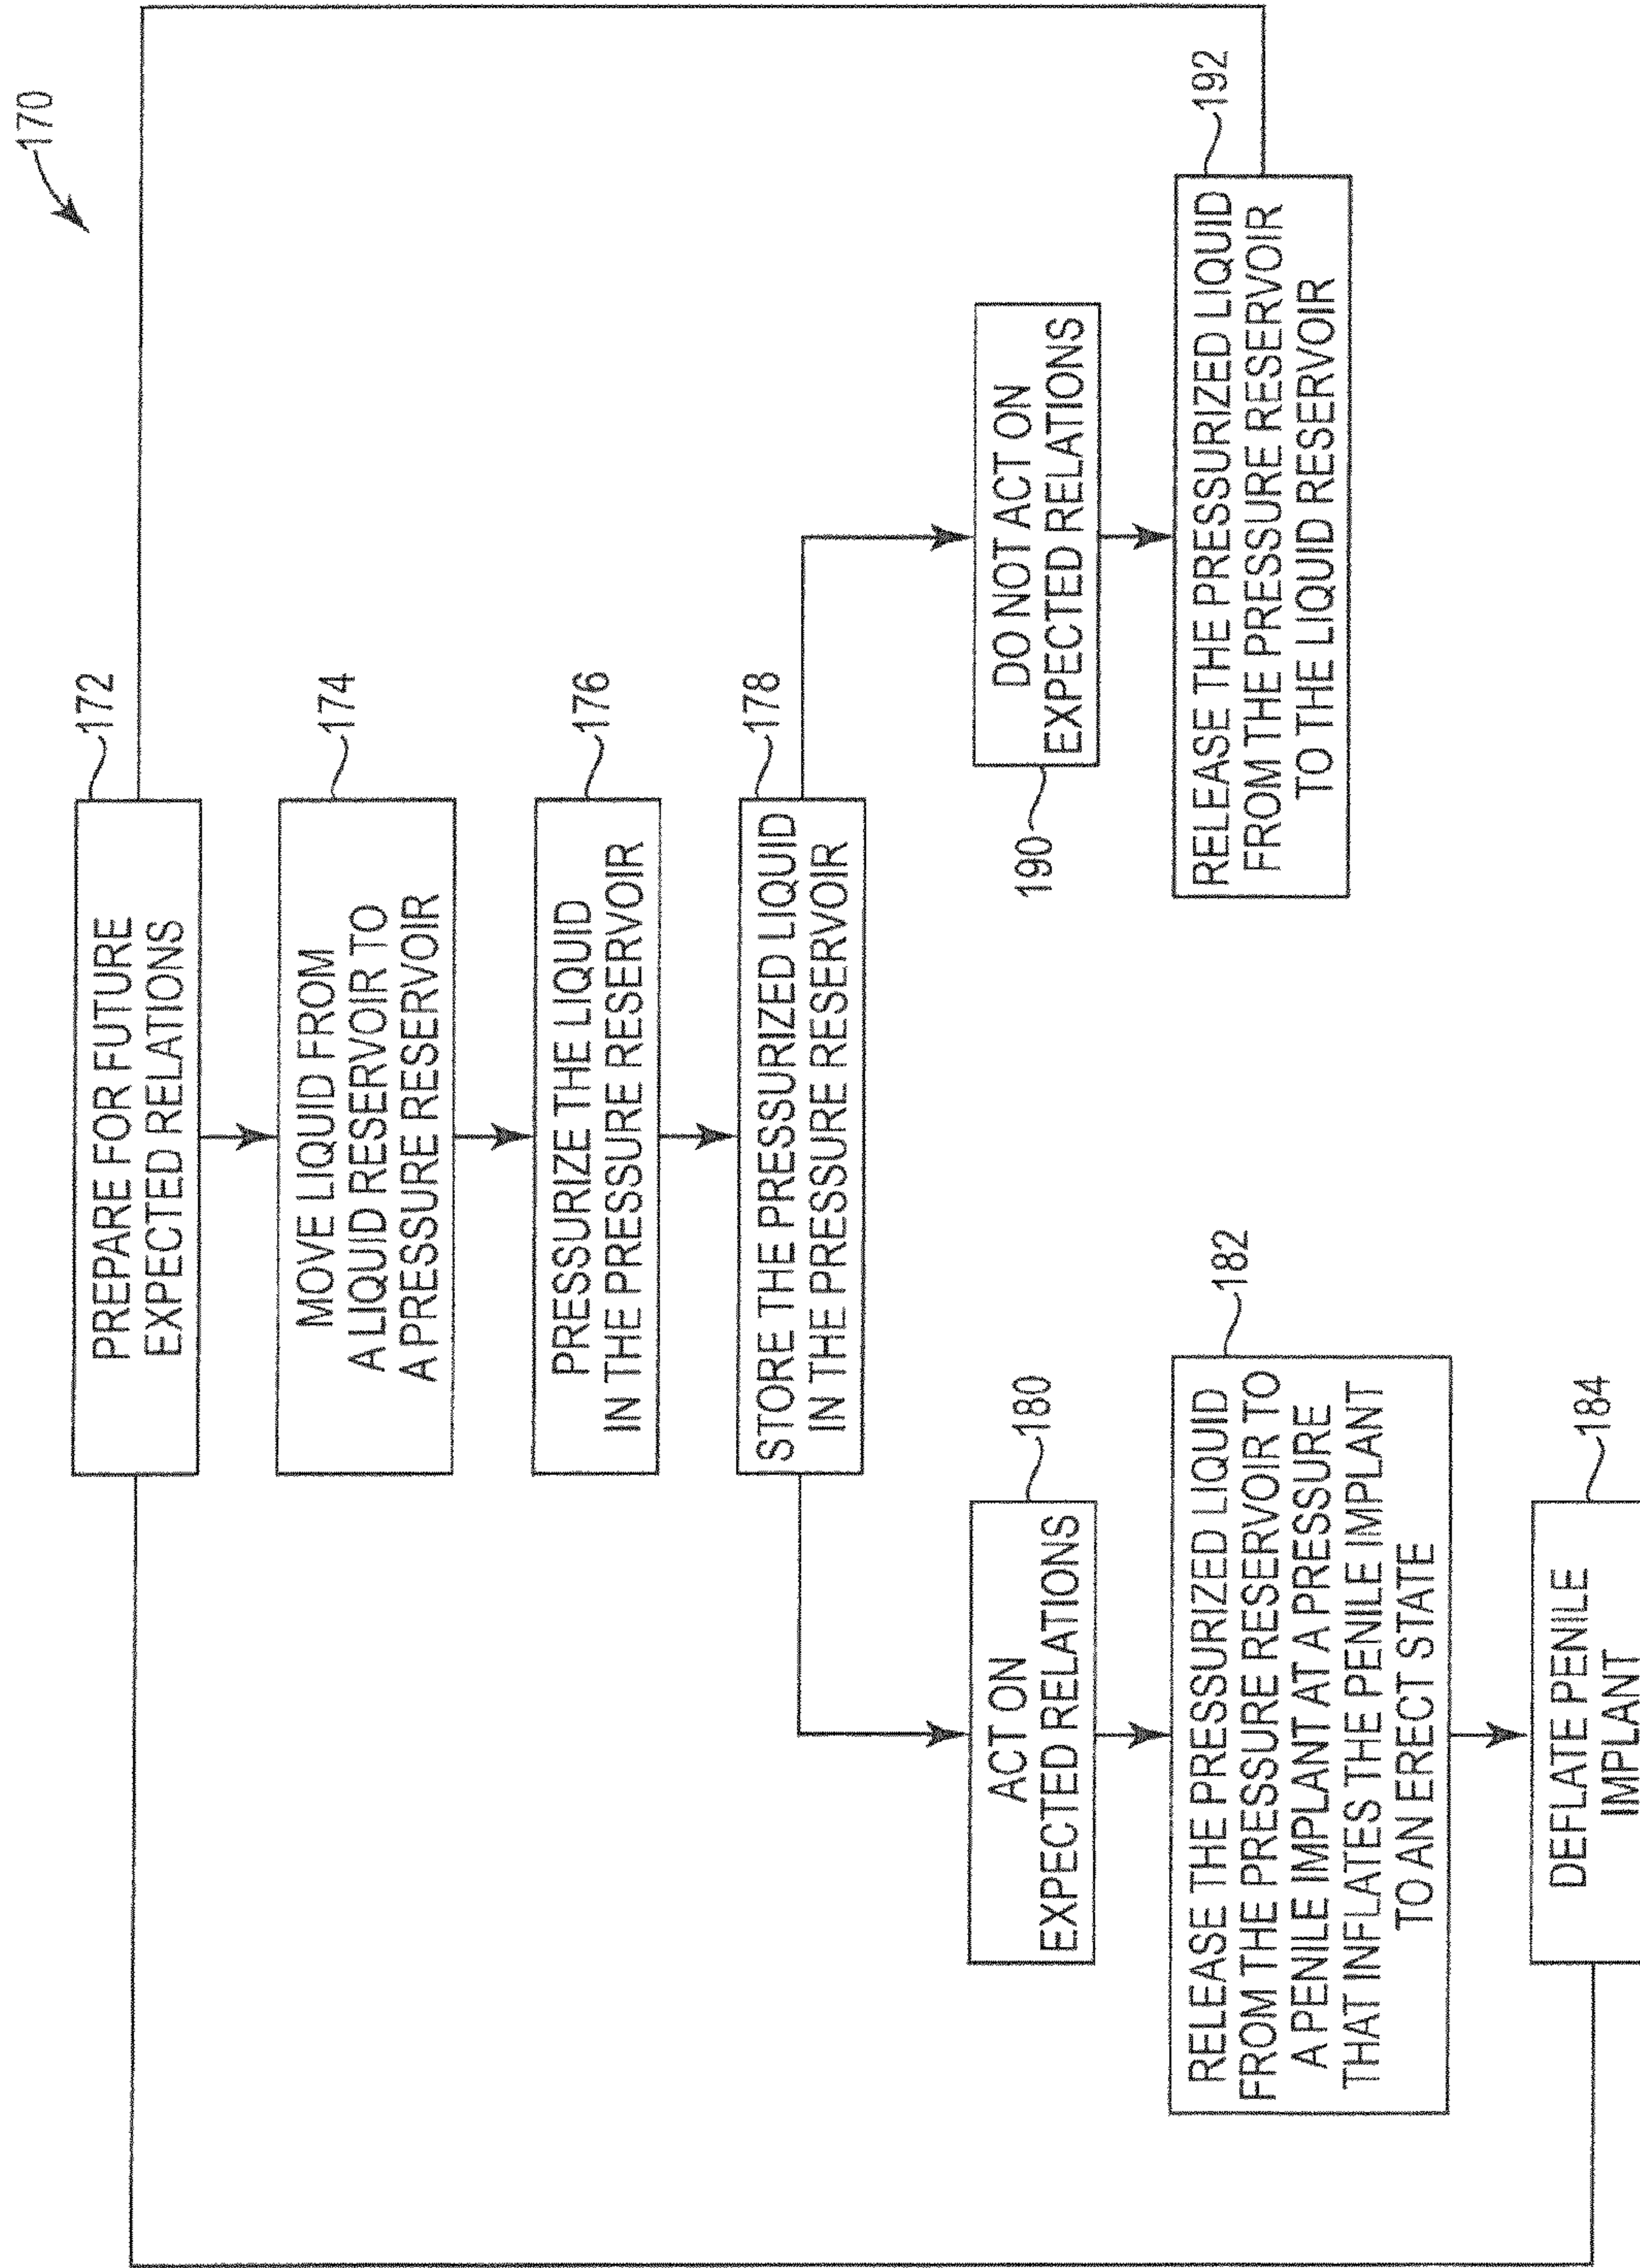 170
172
PREPARE FOR FUTURE
EXPECTED RELATIONS
174
MOVE LIQUID FROM
A LIQUID RESERVOIR TO
A PRESSURE RESERVOIR
176
PRESSURIZE THE LIQUID
IN THE PRESSURE RESERVOIR
178
STORE THE PRESSURIZED LIQUID
IN THE PRESSURE RESERVOIR
180
ACT ON
EXPECTED RELATIONS
182
RELEASE THE PRESSURIZED LIQUID
FROM THE PRESSURE RESERVOIR TO
A PENILE IMPLANT AT A PRESSURE
THAT INFLATES THE PENILE IMPLANT
TO AN ERECT STATE
184
DEFLATE PENILE
IMPLANT
190
DO NOT ACT ON
EXPECTED RELATIONS
192
RELEASE THE PRESSURIZED LIQUID
FROM THE PRESSURE RESERVOIR
TO THE LIQUID RESERVOIR